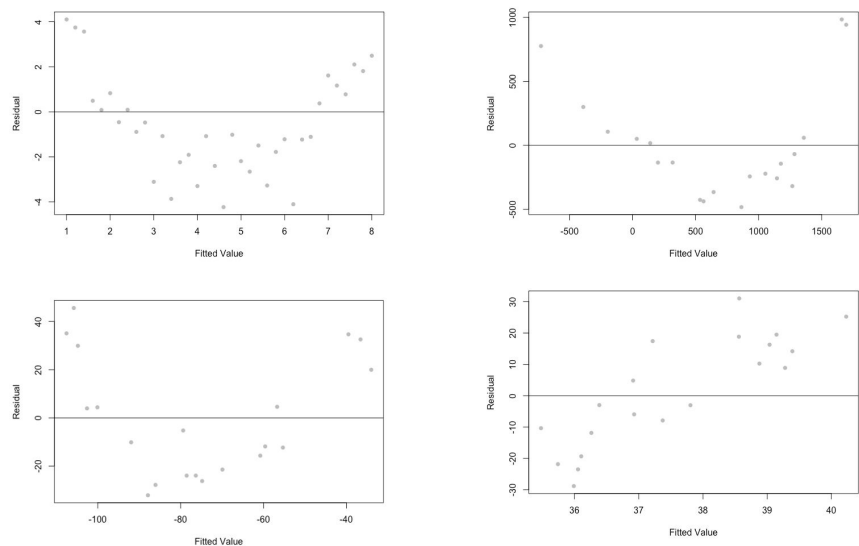 4
2
0
-2
-4
Residual
1 2 3 4 5 6 7 8
Fitted Value
1000
500
0
-500
Residual
-500 0 500 1000 1500
Fitted Value
40
20
0
-20
Residual
-100 -80 -60 -40
Fitted Value
30
20
10
0
-10
-20
-30
Residual
36 37 38 39 40
Fitted Value